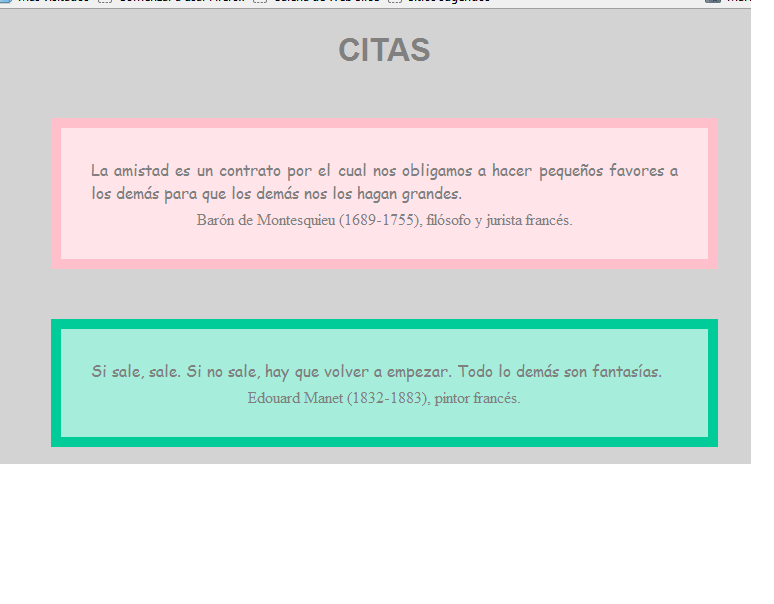 CITAS
La amistad es un contrato por el cual nos obligamos a hacer pequeños favores a
los demás para que los demás nos los hagan grandes.
Barón de Montesquieu (1689-1755), filósofo y jurista francés.
Si sale, sale. Si no sale, hay que volver a empezar. Todo lo demás son fantasías.
Edouard Manet (1832-1883), pintor francés.